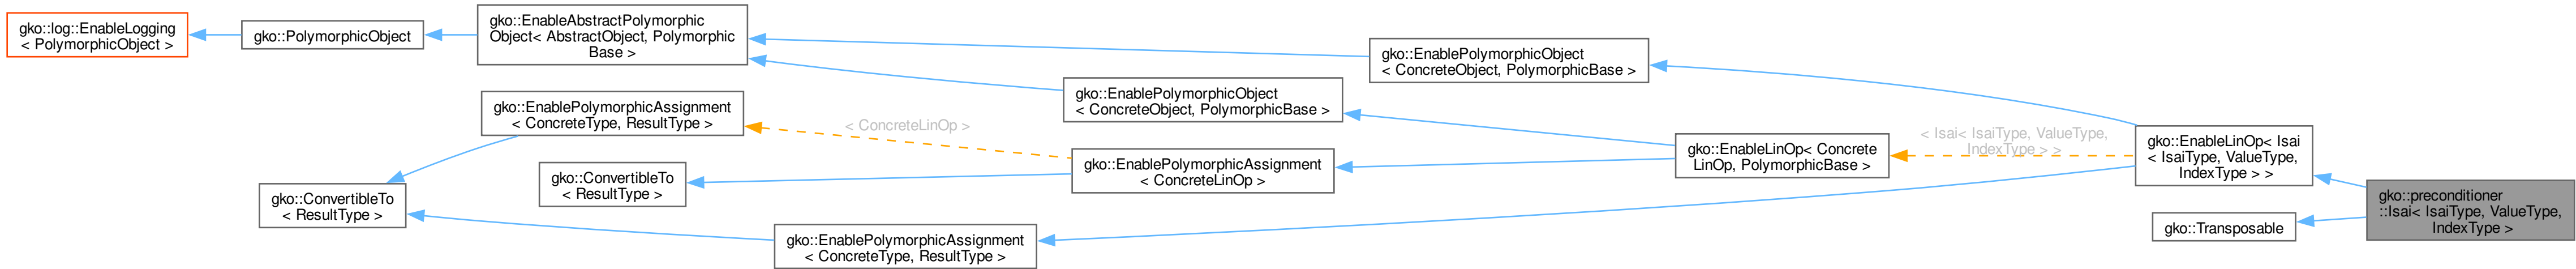 gko::log::EnableLogging
< PolymorphicObject >
gko::PolymorphicObject
gko::EnableAbstractPolymorphic
Object< AbstractObject, Polymorphic
Base >
gko::EnablePolymorphicObject
< ConcreteObject, PolymorphicBase >
gko::EnablePolymorphicObject
< ConcreteObject, PolymorphicBase >
gko::EnablePolymorphicAssignment
< ConcreteType, ResultType >
< ConcreteLinOp >
gko::ConvertibleTo
< ResultType >
gko::EnablePolymorphicAssignment
< ConcreteLinOp >
gko::EnableLinOp< Concrete
LinOp, PolymorphicBase >
< Isai< IsaiType, ValueType,
IndexType > >
gko::EnableLinOp< Isai
< IsaiType, ValueType,
IndexType > >
gko::ConvertibleTo
< ResultType >
gko::EnablePolymorphicAssignment
< ConcreteType, ResultType >
gko::Transposable
gko::preconditioner
::Isai< IsaiType, ValueType,
IndexType >